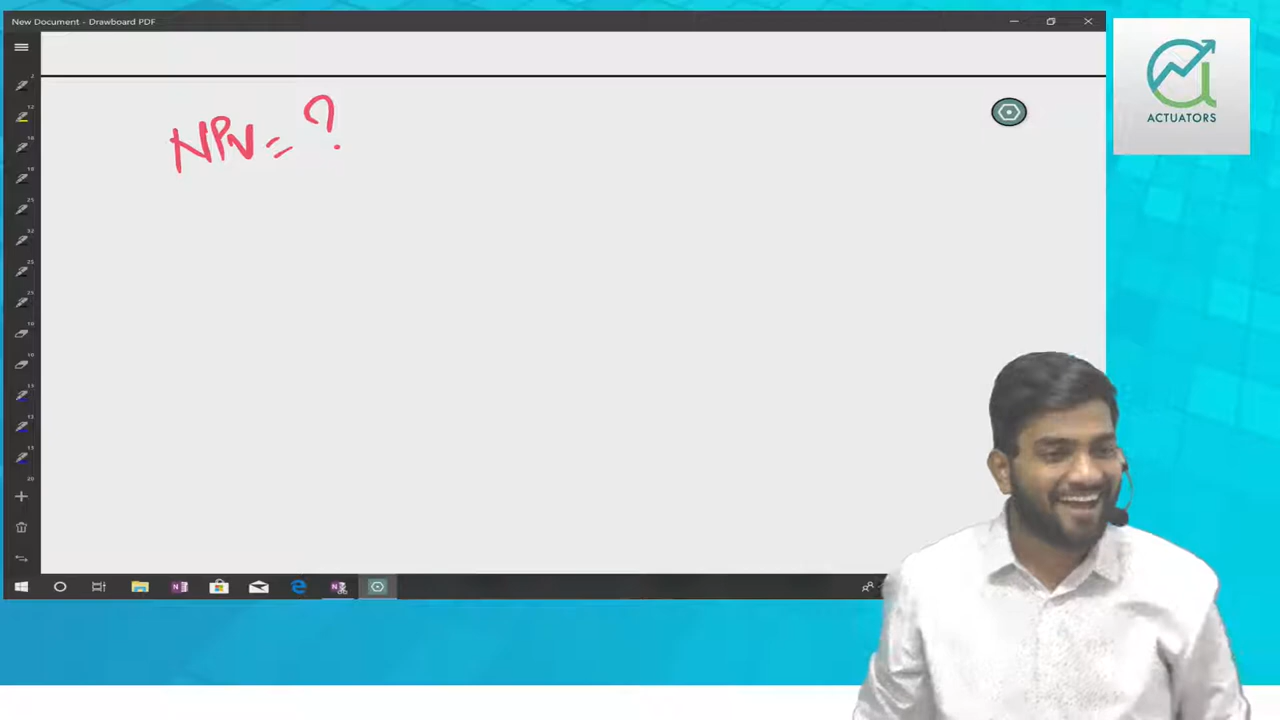 New Document - Drawboard PDF
NPV = ?
ACTUATORS